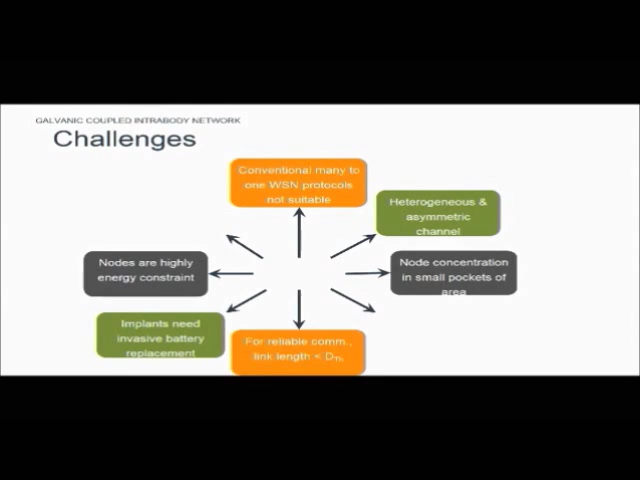 GALVANIC COUPLED INTRABODY NETWORK
Challenges
Conventional many to
one WSN protocols
not suitable
Heterogeneous &
asymmetric
channel
Nodes are highly
energy constraint
Node concentration
in small pockets of
area
Implants need
invasive battery
replacement
For reliable comm.,
link length < DTh